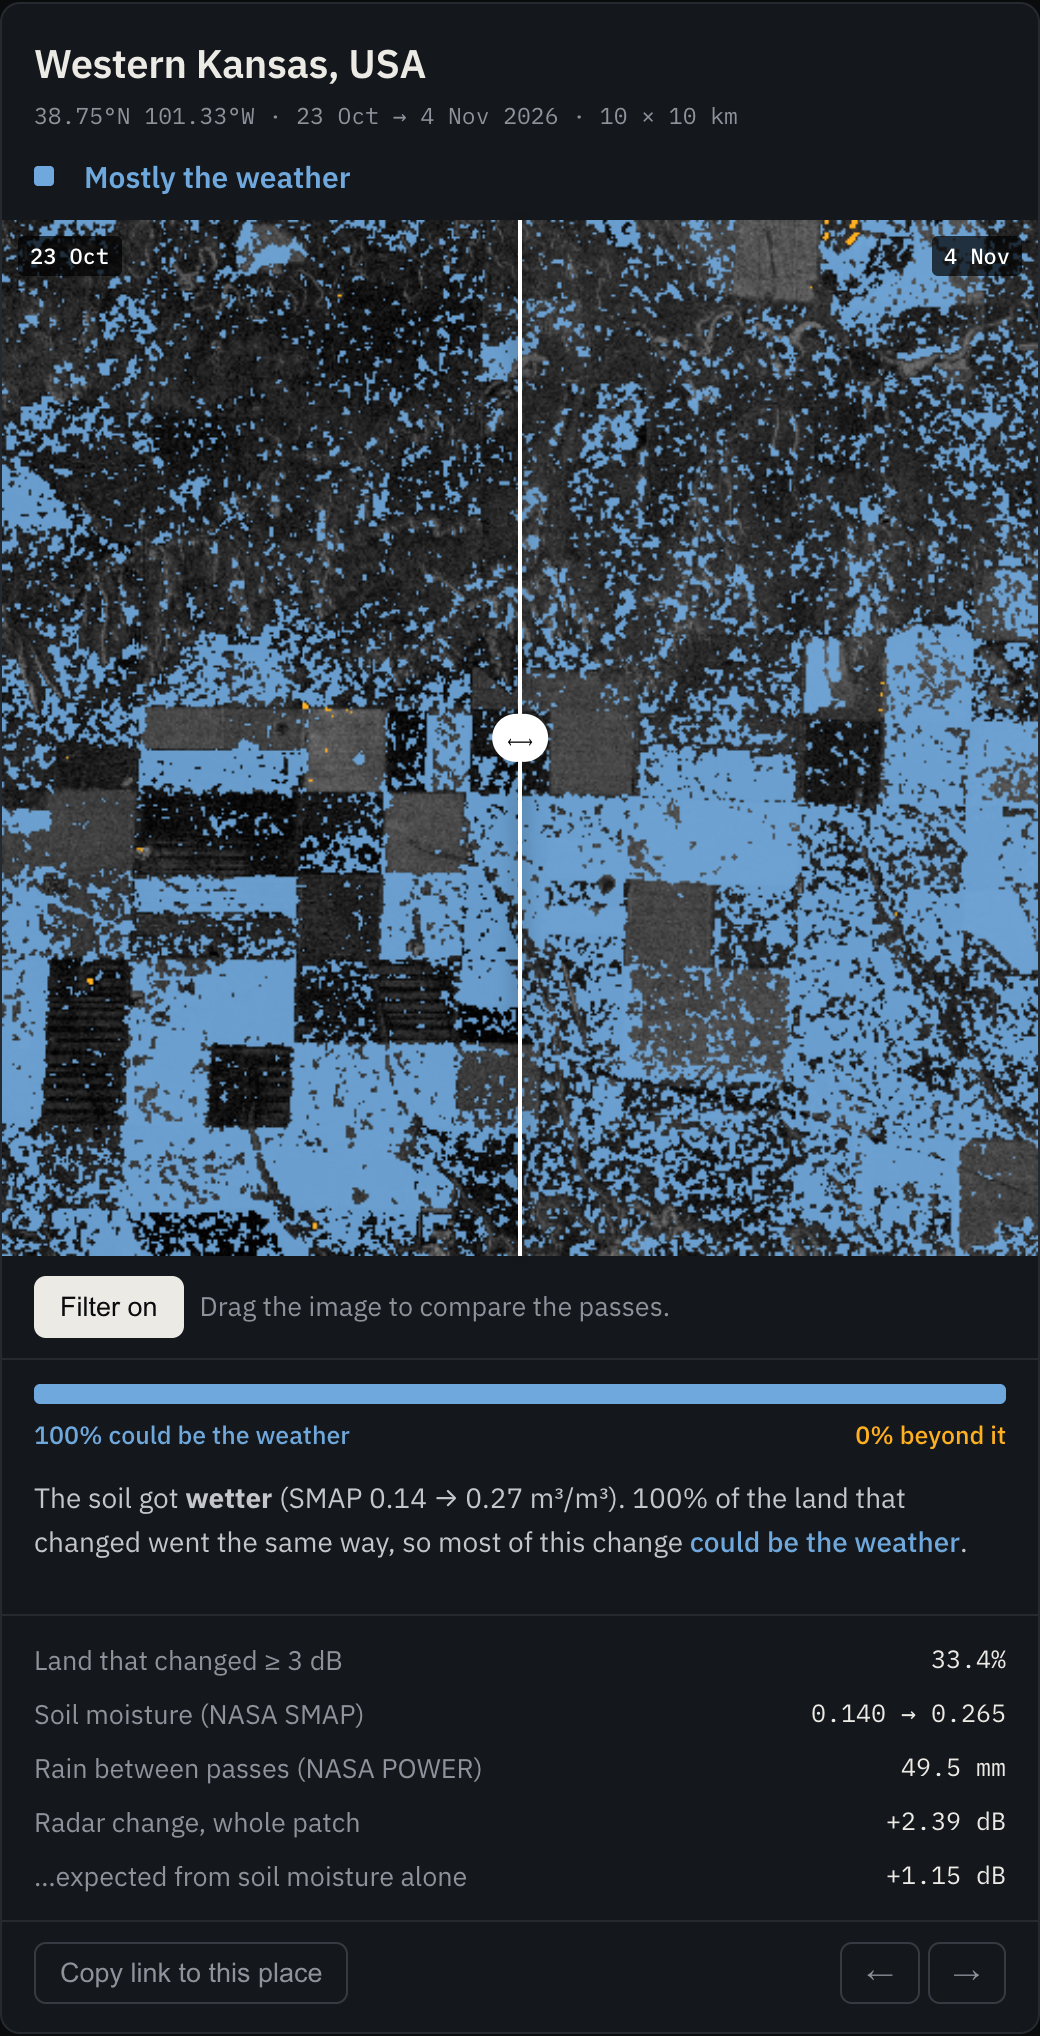 Western Kansas, USA
38.75°N 101.33°W · 23 Oct → 4 Nov 2026 · 10 × 10 km
Mostly the weather
23 Oct
4 Nov
Filter on
Drag the image to compare the passes.
100% could be the weather
0% beyond it
The soil got wetter (SMAP 0.14 → 0.27 m³/m³). 100% of the land that
changed went the same way, so most of this change could be the weather.
Land that changed ≥ 3 dB
33.4%
Soil moisture (NASA SMAP)
0.140 → 0.265
Rain between passes (NASA POWER)
49.5 mm
Radar change, whole patch
+2.39 dB
...expected from soil moisture alone
+1.15 dB
Copy link to this place
← →